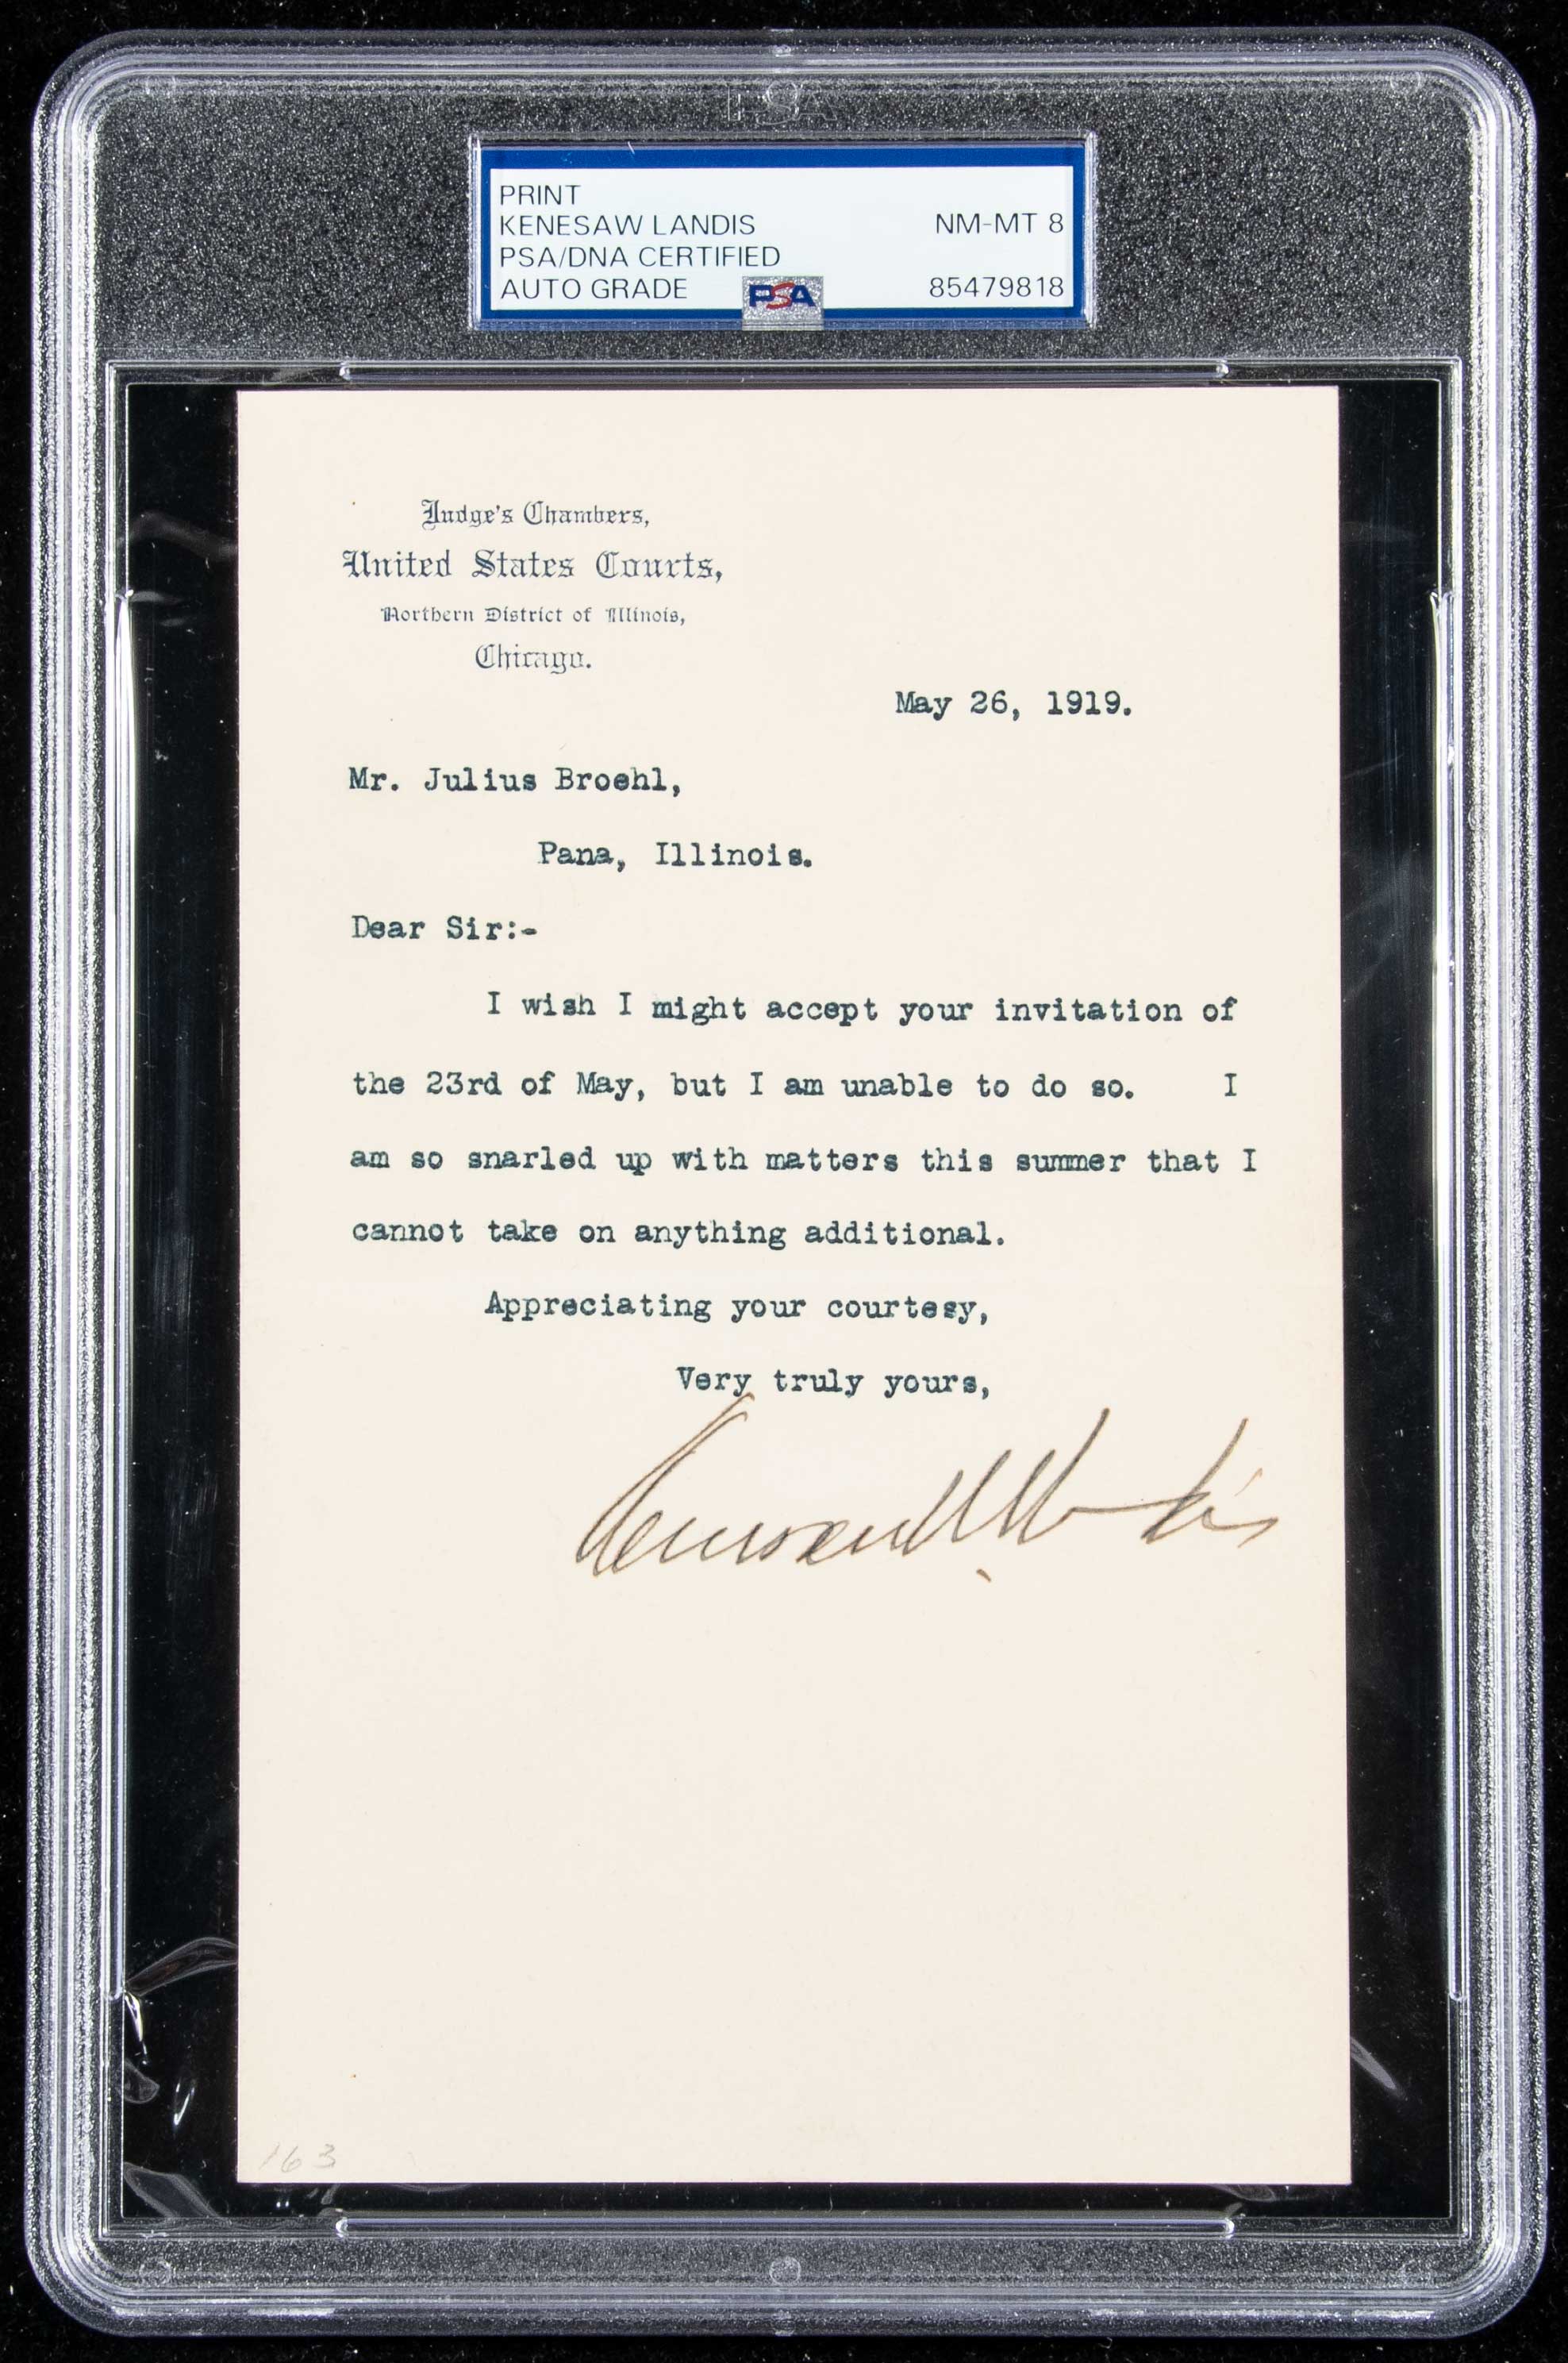 PSA
PRINT
KENESAW LANDIS NM-MT 8
PSA/DNA CERTIFIED
AUTO GRADE PSA 85479818
Judge's Chambers,
United States Courts,
Northern District of Illinois,
Chicago.
May 26, 1919.
Mr. Julius Broehl,
Pana, Illinois.
Dear Sir:-
I wish I might accept your invitation of
the 23rd of May, but I am unable to do so. I
am so snarled up with matters this summer that I
cannot take on anything additional.
Appreciating your courtesy,
Very truly yours,
Kenesaw M. Landis
163